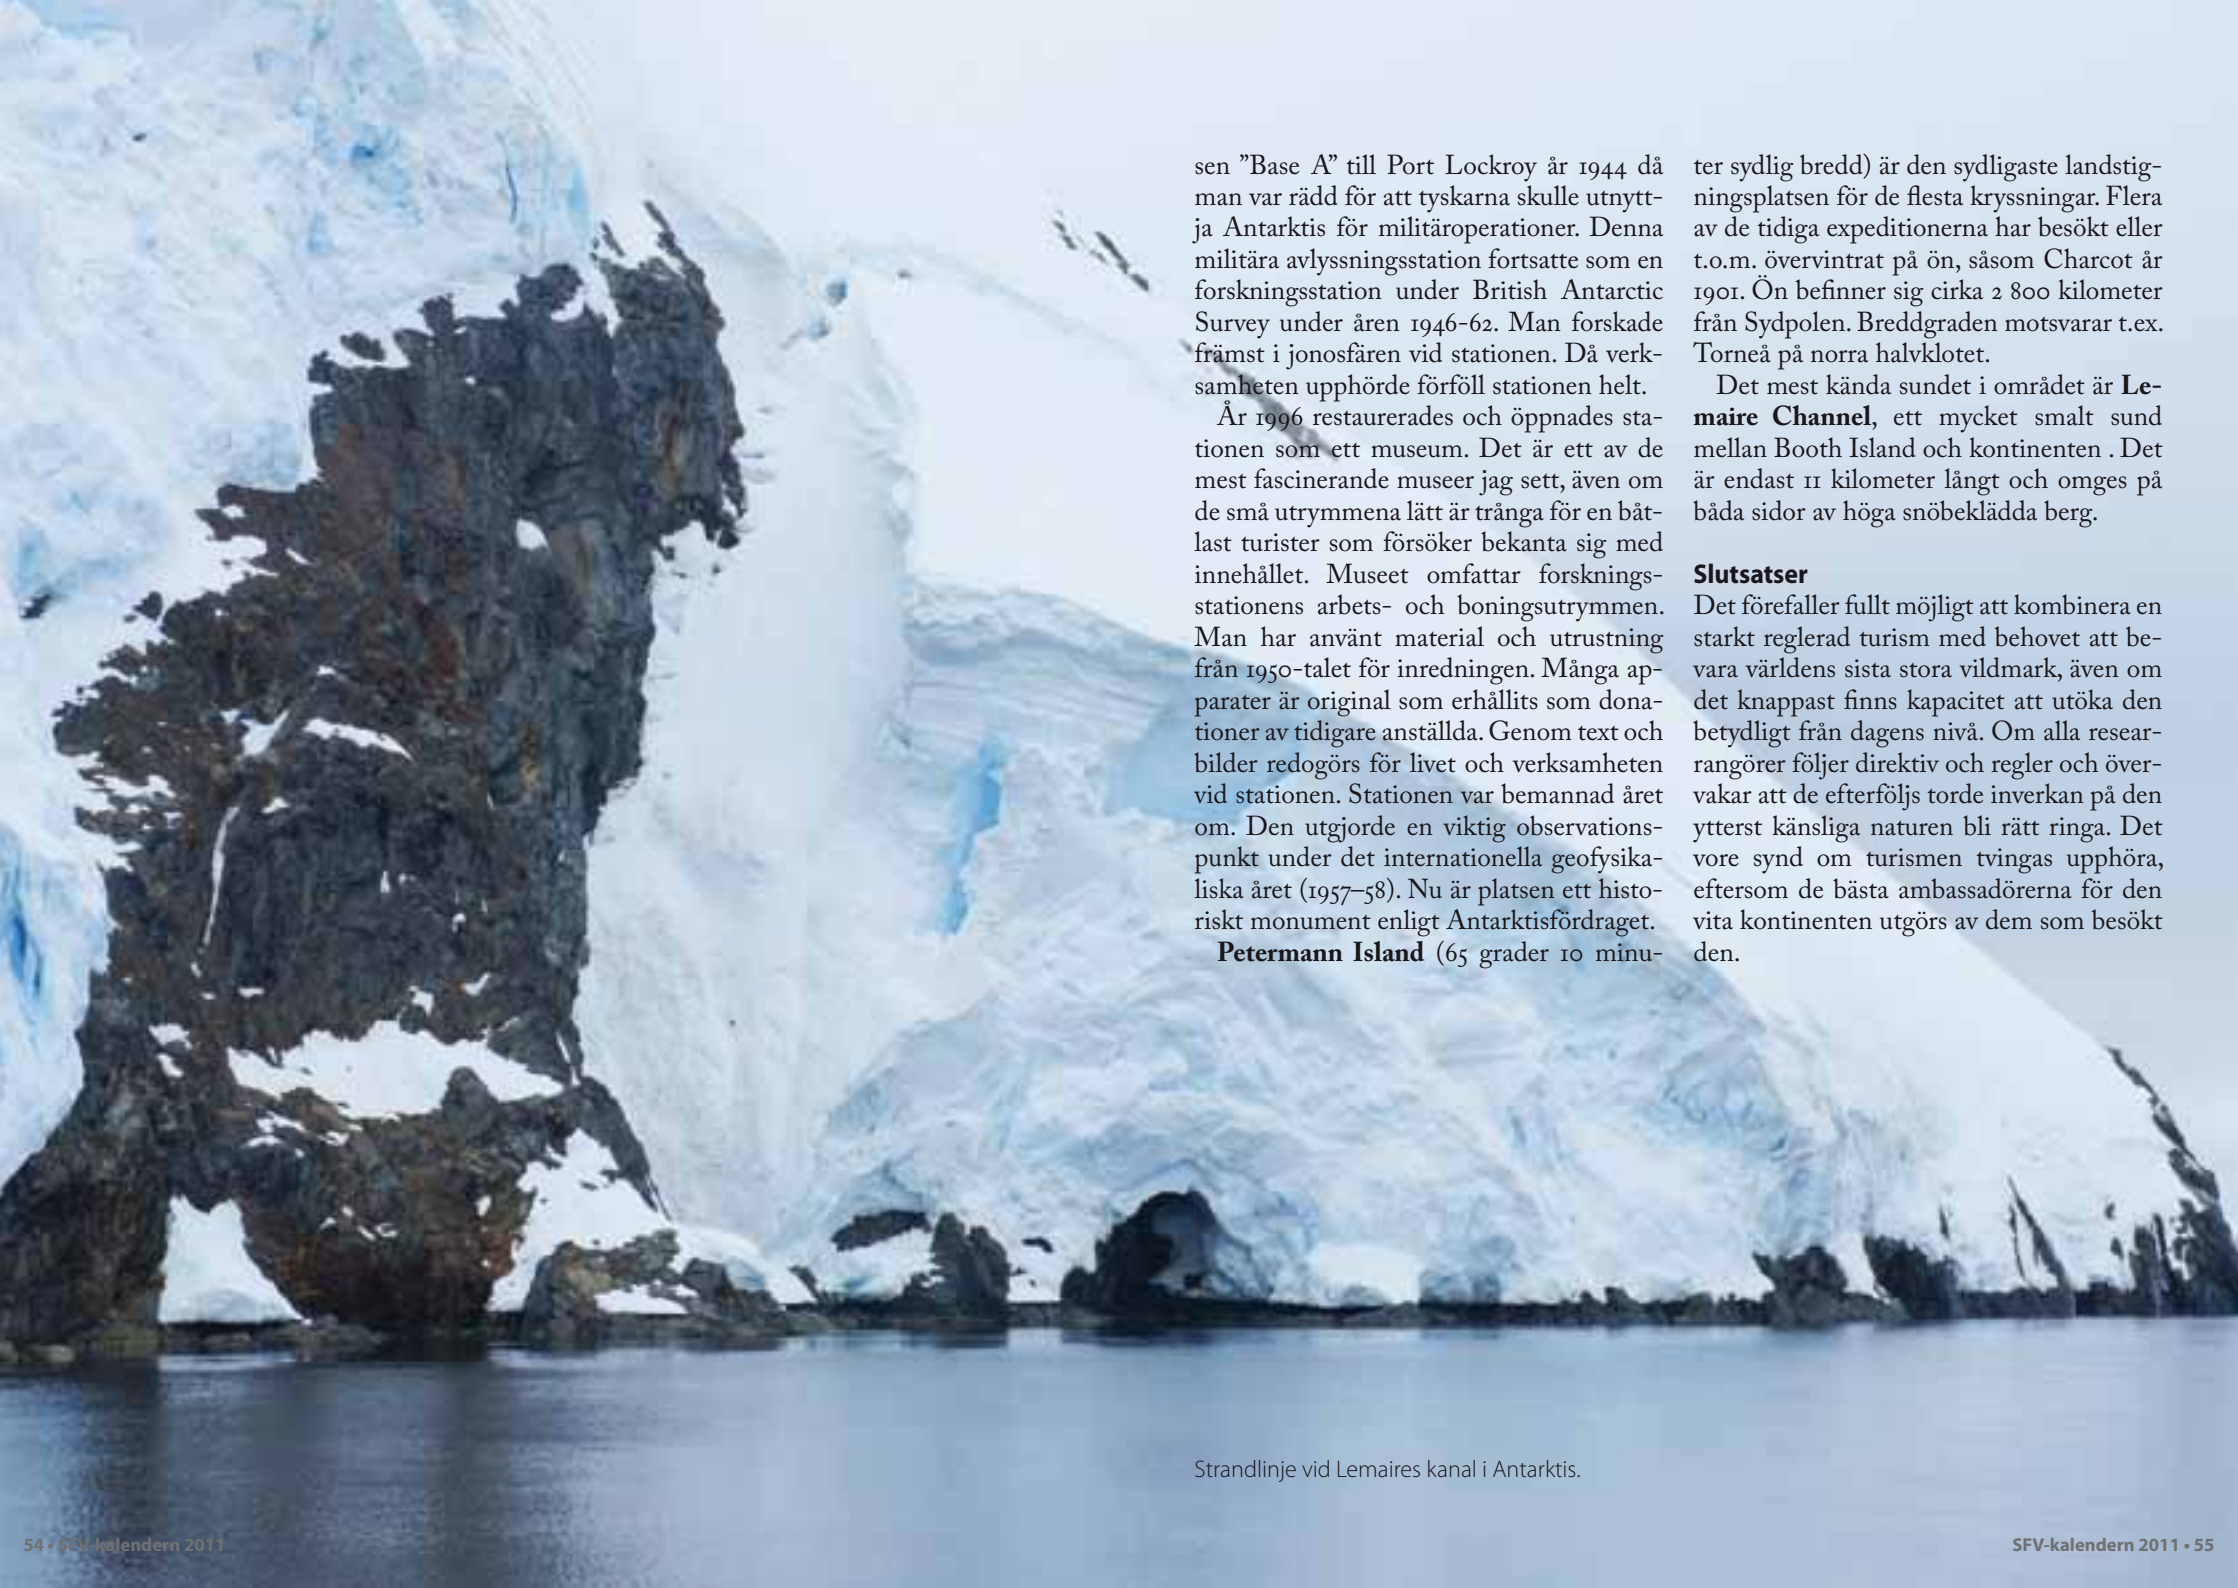 sen ”Base A” till Port Lockroy år 1944 då
man var rädd för att tyskarna skulle utnytt-
ja Antarktis för militäroperationer. Denna
militära avlyssningsstation fortsatte som en
forskningsstation under British Antarctic
Survey under åren 1946-62. Man forskade
främst i jonosfären vid stationen. Då verk-
samheten upphörde förföll stationen helt.
År 1996 restaurerades och öppnades sta-
tionen som ett museum. Det är ett av de
mest fascinerande museer jag sett, även om
de små utrymmena lätt är trånga för en båt-
last turister som försöker bekanta sig med
innehållet. Museet omfattar forsknings-
stationens arbets- och boningsutrymmen.
Man har använt material och utrustning
från 1950-talet för inredningen. Många ap-
parater är original som erhållits som dona-
tioner av tidigare anställda. Genom text och
bilder redogörs för livet och verksamheten
vid stationen. Stationen var bemannad året
om. Den utgjorde en viktig observations-
punkt under det internationella geofysika-
liska året (1957–58). Nu är platsen ett histo-
riskt monument enligt Antarktisfördraget.
Petermann Island (65 grader 10 minu-
ter sydlig bredd) är den sydligaste landstig-
ningsplatsen för de flesta kryssningar. Flera
av de tidiga expeditionerna har besökt eller
t.o.m. övervintrat på ön, såsom Charcot år
1901. Ön befinner sig cirka 2 800 kilometer
från Sydpolen. Breddgraden motsvarar t.ex.
Torneå på norra halvklotet.
Det mest kända sundet i området är Le-
maire Channel, ett mycket smalt sund
mellan Booth Island och kontinenten . Det
är endast 11 kilometer långt och omges på
båda sidor av höga snöbeklädda berg.
Slutsatser
Det förefaller fullt möjligt att kombinera en
starkt reglerad turism med behovet att be-
vara världens sista stora vildmark, även om
det knappast finns kapacitet att utöka den
betydligt från dagens nivå. Om alla resear-
rangörer följer direktiv och regler och över-
vakar att de efterföljs torde inverkan på den
ytterst känsliga naturen bli rätt ringa. Det
vore synd om turismen tvingas upphöra,
eftersom de bästa ambassadörerna för den
vita kontinenten utgörs av dem som besökt
den.
Strandlinje vid Lemaires kanal i Antarktis.
54 • SFV-kalendern 2011
SFV-kalendern 2011 • 55